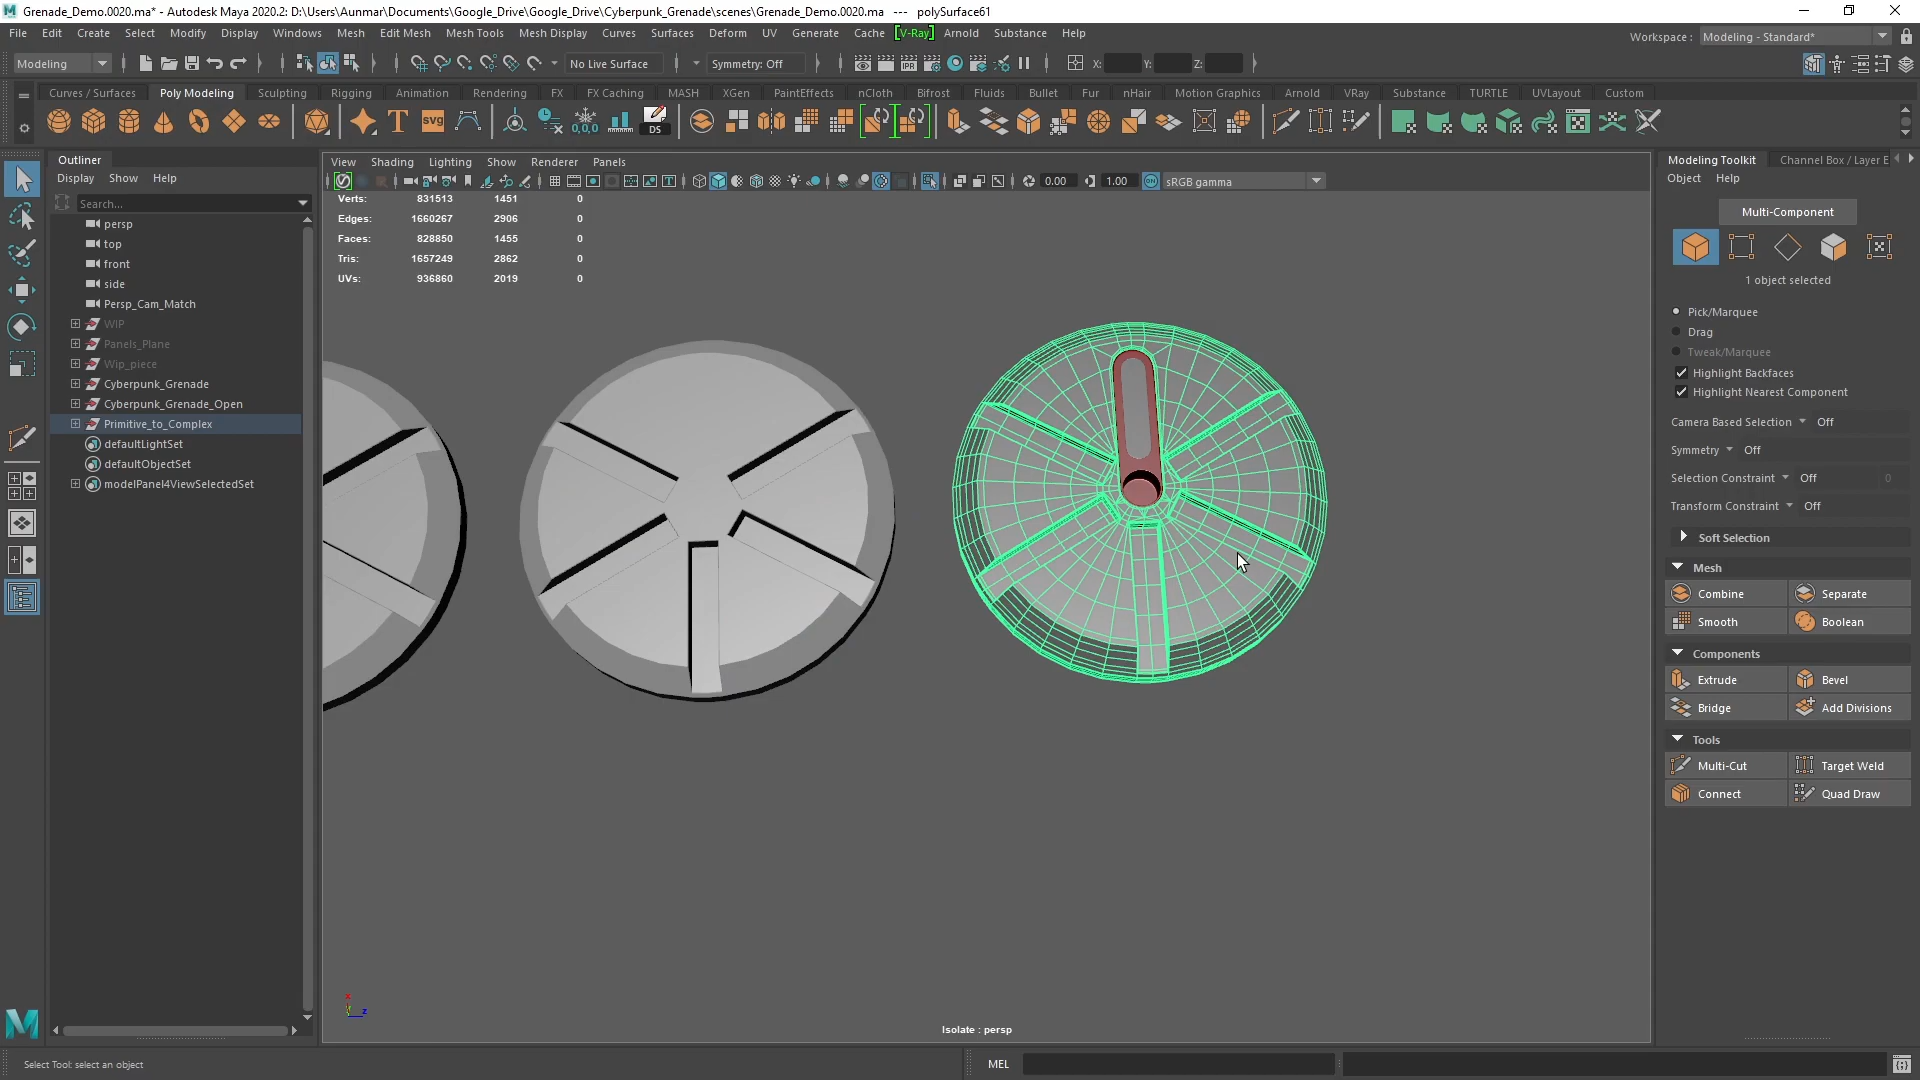 Grenade_Demo.0020.ma* - Autodesk Maya 2020.2: D:\Users\Aunmar\Documents\Google_Drive\Google_Drive\Cyberpunk_Grenade\scenes\Grenade_Demo.0020.ma --- polySurface61
File Edit Create Select Modify Display Windows Mesh Edit Mesh Mesh Tools Mesh Display Curves Surfaces Deform UV Generate Cache [V-Ray] Arnold Substance Help
Workspace : Modeling - Standard*
Modeling No Live Surface Symmetry: Off X: Y: Z:
Curves / Surfaces Poly Modeling Sculpting Rigging Animation Rendering FX FX Caching MASH XGen PaintEffects nCloth Bifrost Fluids Bullet Fur nHair Motion Graphics Arnold VRay Substance TURTLE UVLayout Custom
T SVG 0,0,0 DS
Outliner
Display Show Help
Search...
persp
top
front
side
Persp_Cam_Match
WIP
Panels_Plane
Wip_piece
Cyberpunk_Grenade
Cyberpunk_Grenade_Open
Primitive_to_Complex
defaultLightSet
defaultObjectSet
modelPanel4ViewSelectedSet
View Shading Lighting Show Renderer Panels
0.00 1.00 ON sRGB gamma
Verts: 831513 1451 0
Edges: 1660267 2906 0
Faces: 828850 1455 0
Tris: 1657249 2862 0
UVs: 936860 2019 0
x
y z
Isolate : persp
Modeling Toolkit Channel Box / Layer E
Object Help
Multi-Component
1 object selected
Pick/Marquee
Drag
Tweak/Marquee
Highlight Backfaces
Highlight Nearest Component
Camera Based Selection Off
Symmetry Off
Selection Constraint Off 0
Transform Constraint Off
Soft Selection
Mesh
Combine Separate
Smooth Boolean
Components
Extrude Bevel
Bridge Add Divisions
Tools
Multi-Cut Target Weld
Connect Quad Draw
Select Tool: select an object
MEL